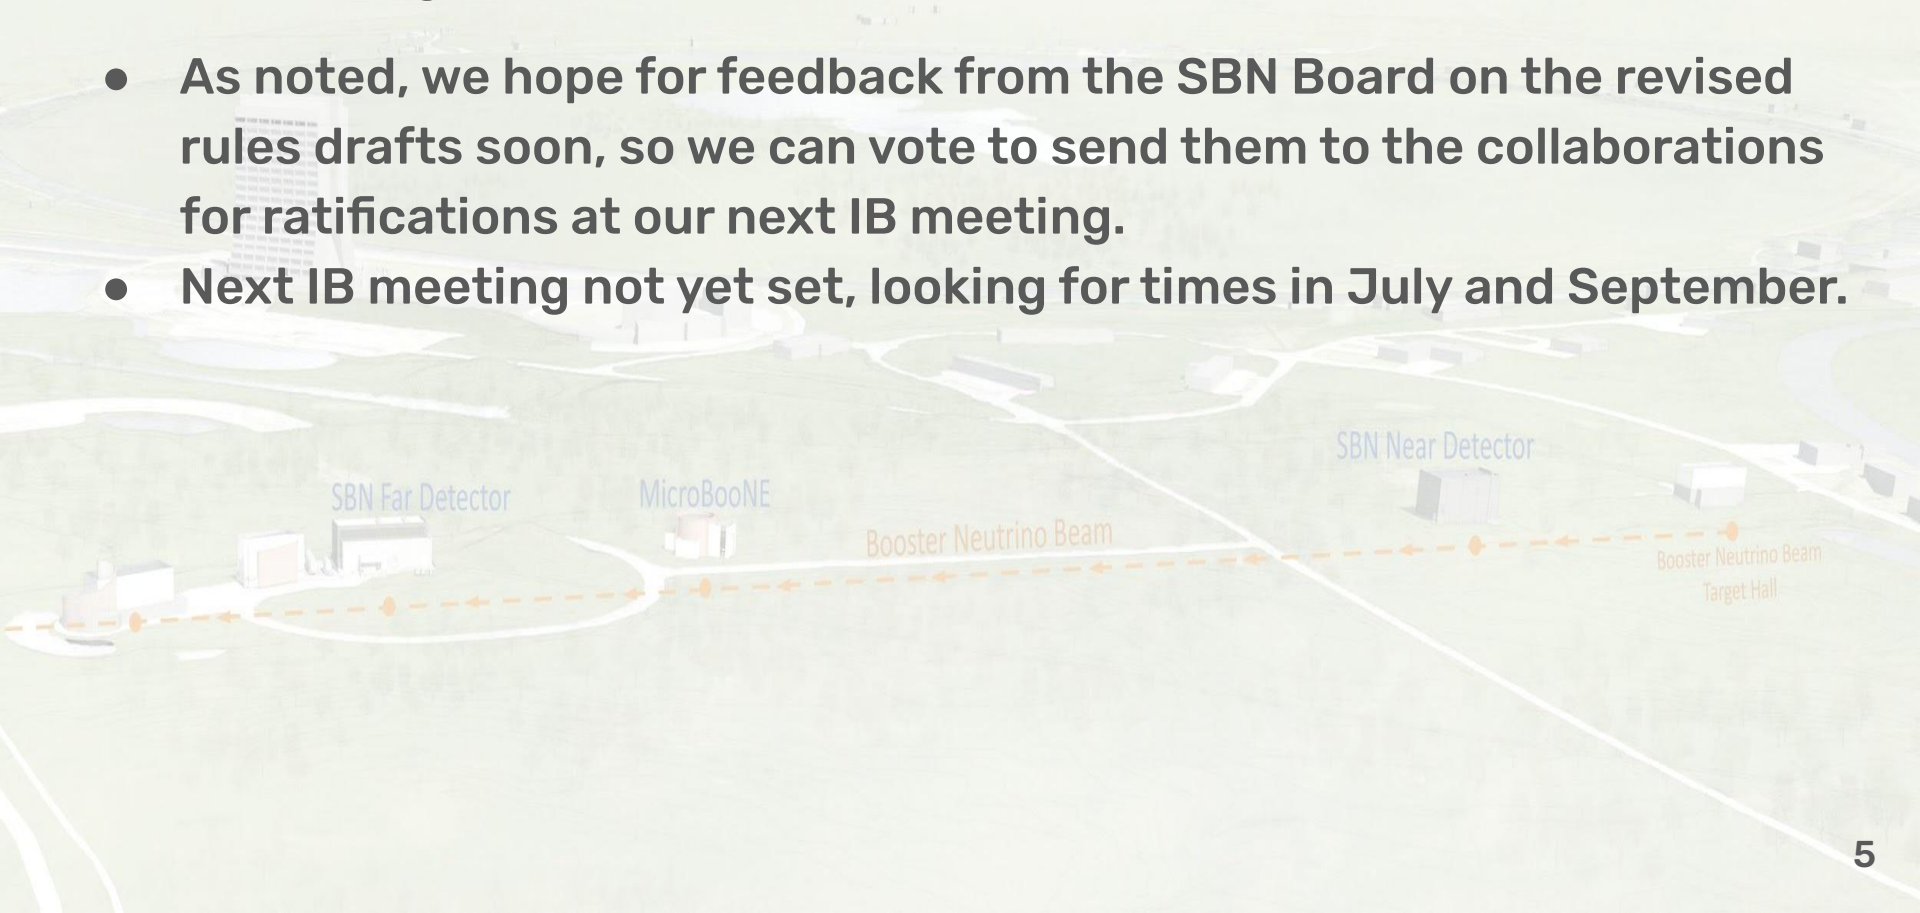 ● As noted, we hope for feedback from the SBN Board on the revised
rules drafts soon, so we can vote to send them to the collaborations
for ratifications at our next IB meeting.
● Next IB meeting not yet set, looking for times in July and September.
SBN Near Detector
SBN Far Detector
MicroBooNE
Booster Neutrino Beam
Booster Neutrino Beam
Target Hall
5